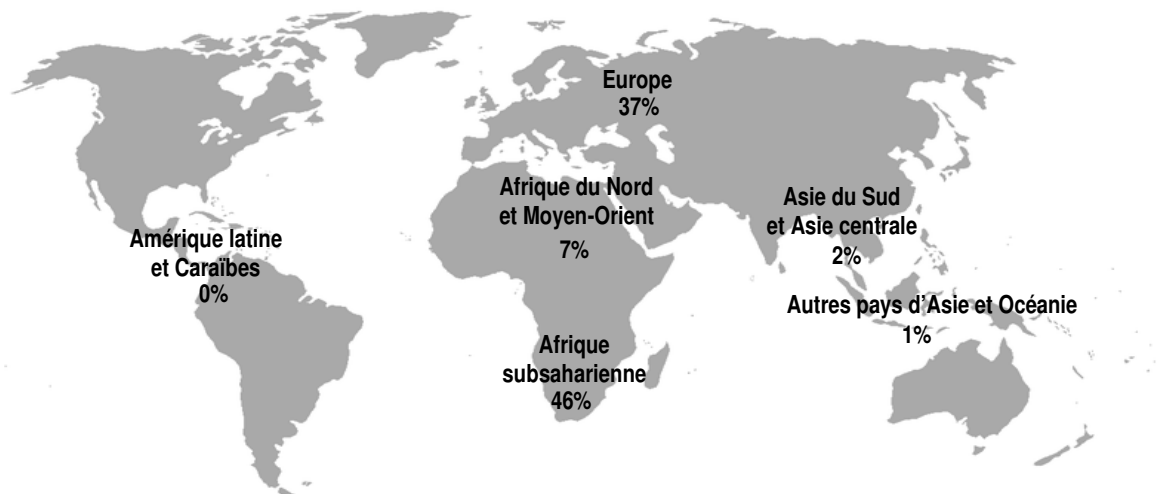 Europe
37%
Afrique du Nord
et Moyen-Orient
7%
Asie du Sud
et Asie centrale
2%
Amérique latine
et Caraïbes
0%
Autres pays d'Asie et Océanie
1%
Afrique
subsaharienne
46%